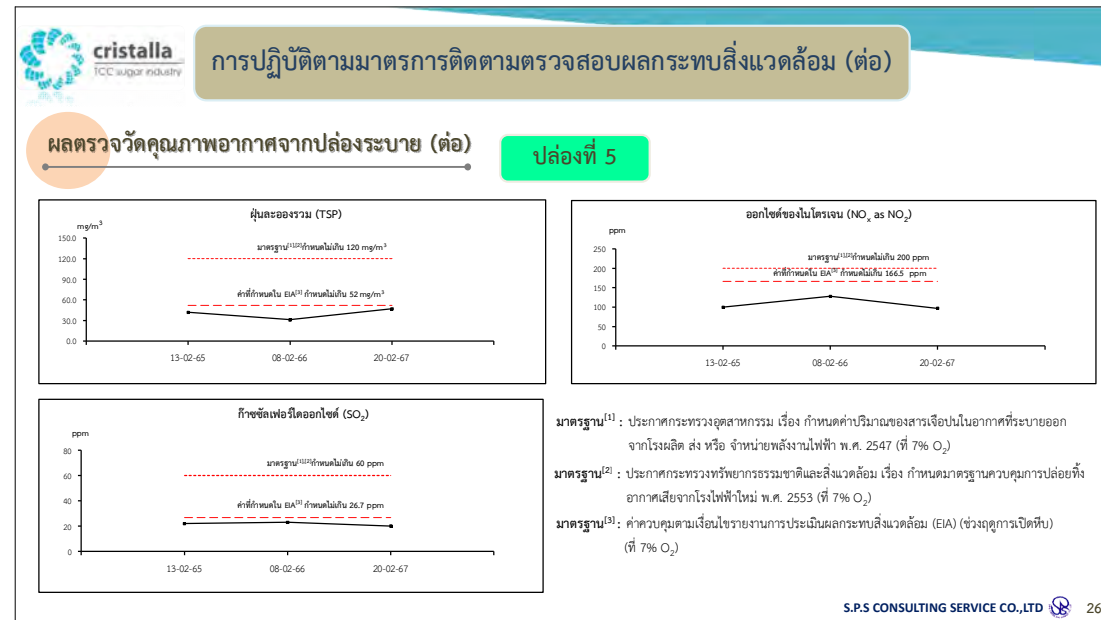 cristalla
TCC sugar industry
การปฏิบัติตามมาตรการติดตามตรวจสอบผลกระทบสิ่งแวดล้อม (ต่อ)
ผลตรวจวัดคุณภาพอากาศจากปล่องระบาย (ต่อ)
ปล่องที่ 5
ฝุ่นละอองรวม (TSP)
mg/m³
150.0
120.0
90.0
60.0
30.0
0.0
มาตรฐาน[1][2]กำหนดไม่เกิน 120 mg/m³
ค่าที่กำหนดใน EIA[3] กำหนดไม่เกิน 52 mg/m³
13-02-65 08-02-66 20-02-67
ออกไซด์ของไนโตรเจน (NOx as NO2)
ppm
250
200
150
100
50
0
มาตรฐาน[1][2]กำหนดไม่เกิน 200 ppm
ค่าที่กำหนดใน EIA[3] กำหนดไม่เกิน 166.5 ppm
13-02-65 08-02-66 20-02-67
ก๊าซซัลเฟอร์ไดออกไซด์ (SO2)
ppm
80
60
40
20
0
มาตรฐาน[1][2]กำหนดไม่เกิน 60 ppm
ค่าที่กำหนดใน EIA[3] กำหนดไม่เกิน 26.7 ppm
13-02-65 08-02-66 20-02-67
มาตรฐาน[1] : ประกาศกระทรวงอุตสาหกรรม เรื่อง กำหนดค่าปริมาณของสารเจือปนในอากาศที่ระบายออก
จากโรงผลิต ส่ง หรือ จำหน่ายพลังงานไฟฟ้า พ.ศ. 2547 (ที่ 7% O2)
มาตรฐาน[2] : ประกาศกระทรวงทรัพยากรธรรมชาติและสิ่งแวดล้อม เรื่อง กำหนดมาตรฐานควบคุมการปล่อยทิ้ง
อากาศเสียจากโรงไฟฟ้าใหม่ พ.ศ. 2553 (ที่ 7% O2)
มาตรฐาน[3] : ค่าควบคุมตามเงื่อนไขรายงานการประเมินผลกระทบสิ่งแวดล้อม (EIA) (ช่วงฤดูการเปิดหีบ)
(ที่ 7% O2)
S.P.S CONSULTING SERVICE CO.,LTD 26